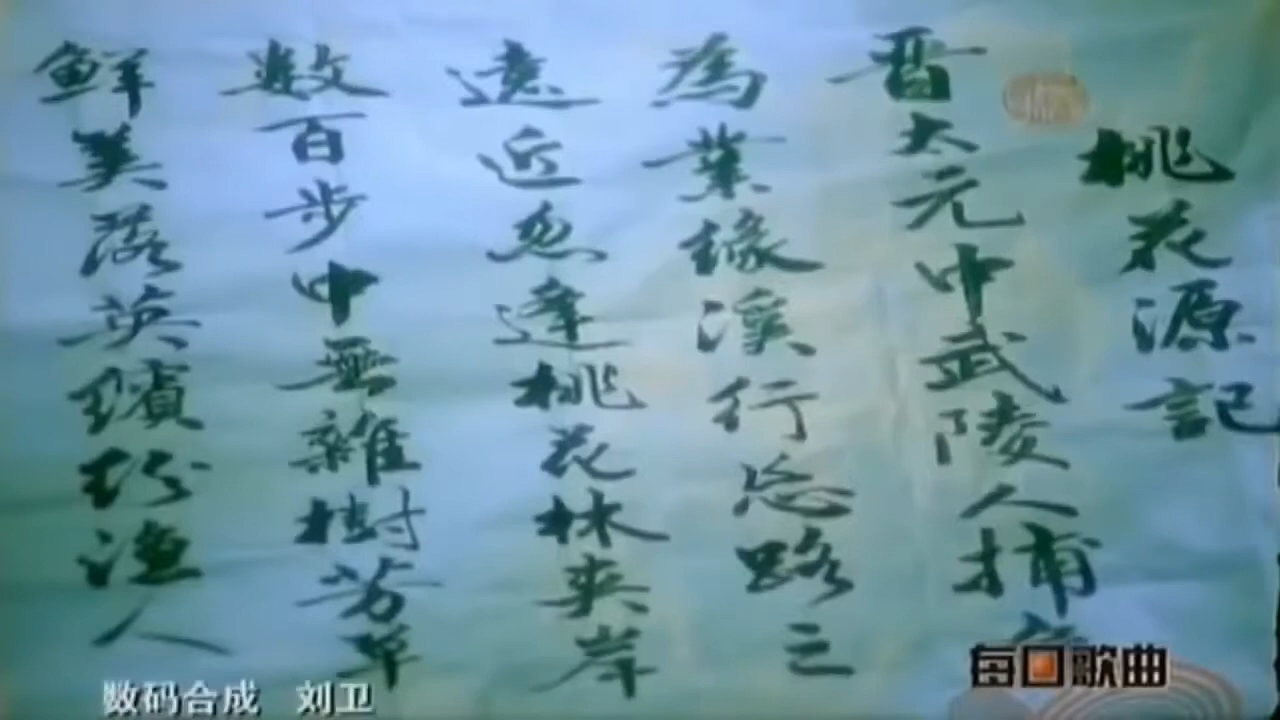 桃花源記
晉太元中武陵人捕
為業緣溪行忘路之
遠近忽逢桃花林夾岸
數百步中無雜樹芳草
鮮美落英繽紛漁人
数码合成 刘卫
每日歌曲